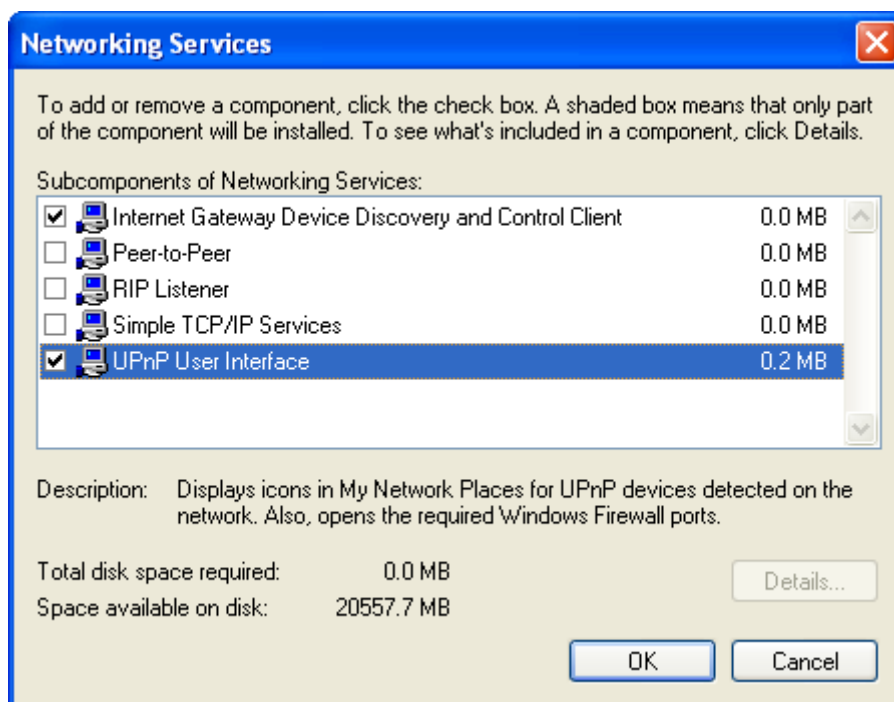 Networking Services
To add or remove a component, click the check box. A shaded box means that only part
of the component will be installed. To see what's included in a component, click Details.
Subcomponents of Networking Services:
Internet Gateway Device Discovery and Control Client 0.0 MB
Peer-to-Peer 0.0 MB
RIP Listener 0.0 MB
Simple TCP/IP Services 0.0 MB
UPnP User Interface 0.2 MB
Description: Displays icons in My Network Places for UPnP devices detected on the
network. Also, opens the required Windows Firewall ports.
Total disk space required: 0.0 MB
Details...
Space available on disk: 20557.7 MB
OK Cancel